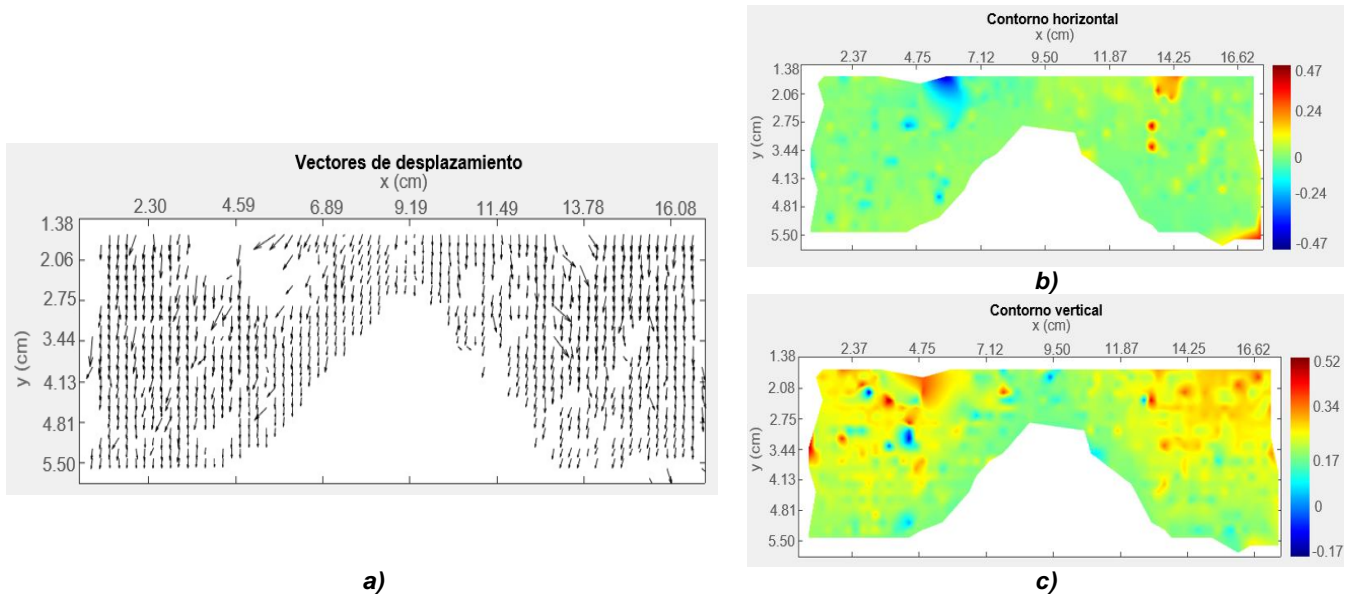 Vectores de desplazamiento
x (cm)
2.30 4.59 6.89 9.19 11.49 13.78 16.08
y (cm)
1.38
2.06
2.75
3.44
4.13
4.81
5.50
a)
Contorno horizontal
x (cm)
2.37 4.75 7.12 9.50 11.87 14.25 16.62
y (cm)
1.38
2.06
2.75
3.44
4.13
4.81
5.50
0.47
0.24
0
-0.24
-0.47
b)
Contorno vertical
x (cm)
2.37 4.75 7.12 9.50 11.87 14.25 16.62
y (cm)
1.38
2.08
2.75
3.44
4.13
4.81
5.50
0.52
0.34
0.17
0
-0.17
c)